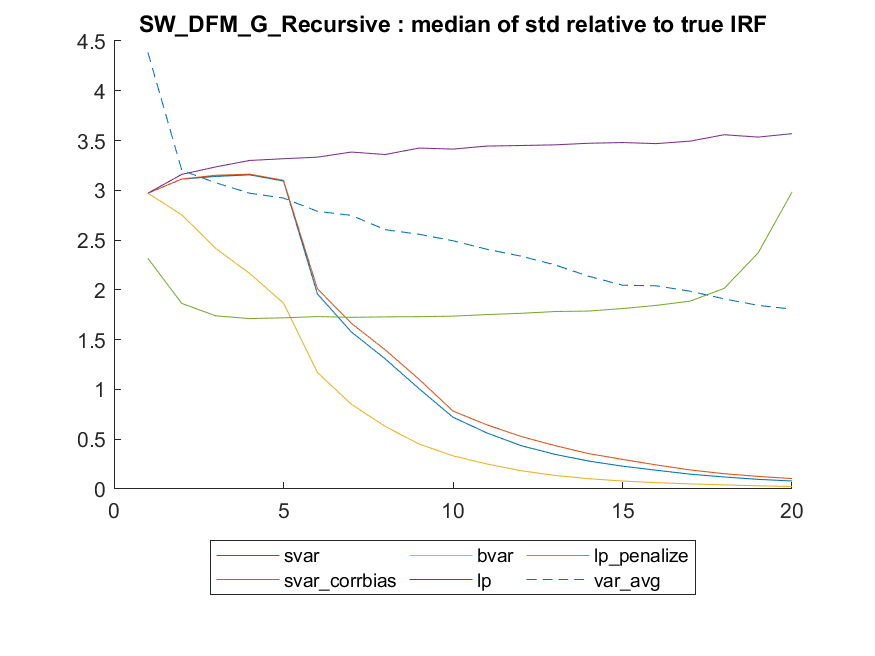 SW_DFM_G_Recursive : median of std relative to true IRF
4.5
4
3.5
3
2.5
2
1.5
1
0.5
0
0 5 10 15 20
svar bvar lp_penalize
svar_corrbias lp var_avg